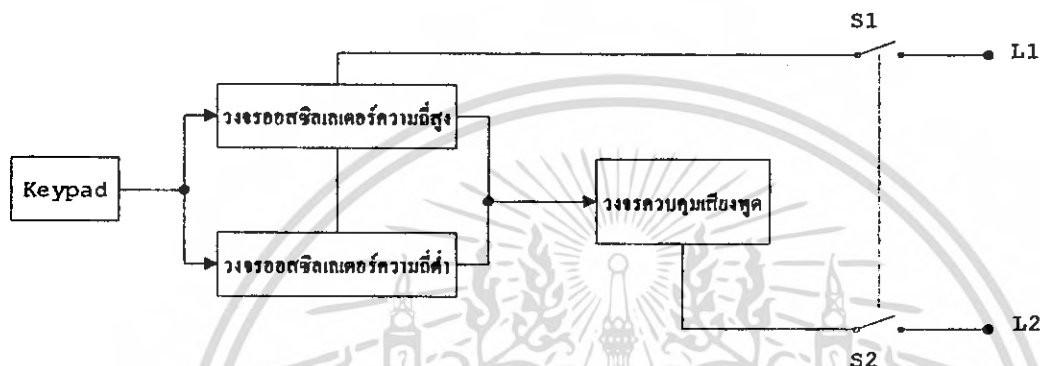 S1
L1
วงจรออสซิลเลเตอร์ความถี่สูง
Keypad
วงจรควบคุมเสียงพูด
วงจรออสซิลเลเตอร์ความถี่ต่ำ
L2
S2